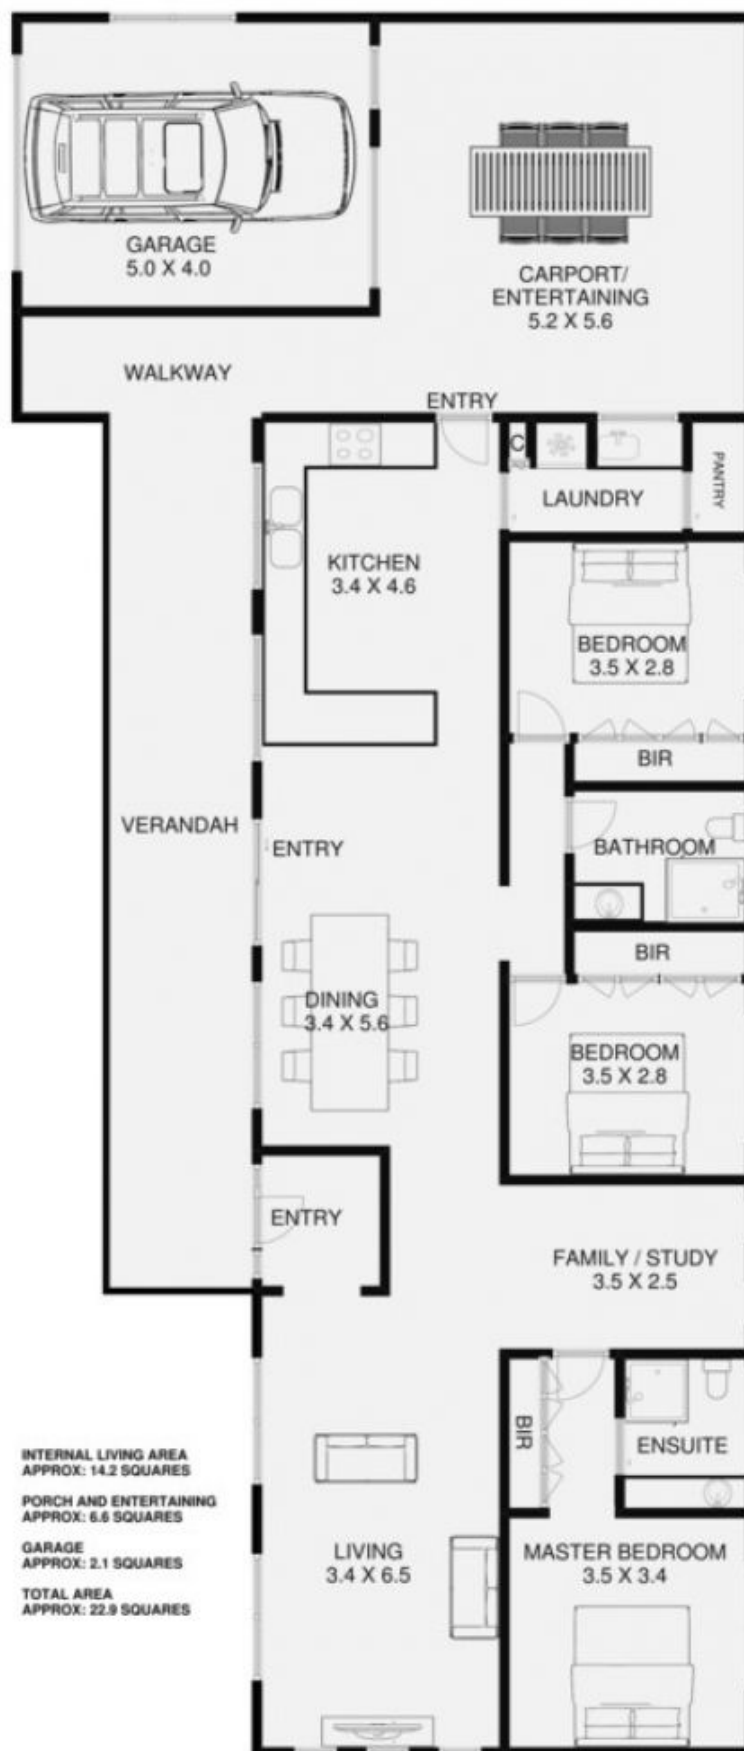 GARAGE
5.0 X 4.0
CARPORT/
ENTERTAINING
5.2 X 5.6
WALKWAY
ENTRY
C
LAUNDRY
PANTRY
KITCHEN
3.4 X 4.6
BEDROOM
3.5 X 2.8
BIR
VERANDAH
ENTRY
BATHROOM
BIR
DINING
3.4 X 5.6
BEDROOM
3.5 X 2.8
ENTRY
FAMILY / STUDY
3.5 X 2.5
BIR
ENSUITE
LIVING
3.4 X 6.5
MASTER BEDROOM
3.5 X 3.4
INTERNAL LIVING AREA
APPROX: 14.2 SQUARES
PORCH AND ENTERTAINING
APPROX: 6.6 SQUARES
GARAGE
APPROX: 2.1 SQUARES
TOTAL AREA
APPROX: 22.9 SQUARES